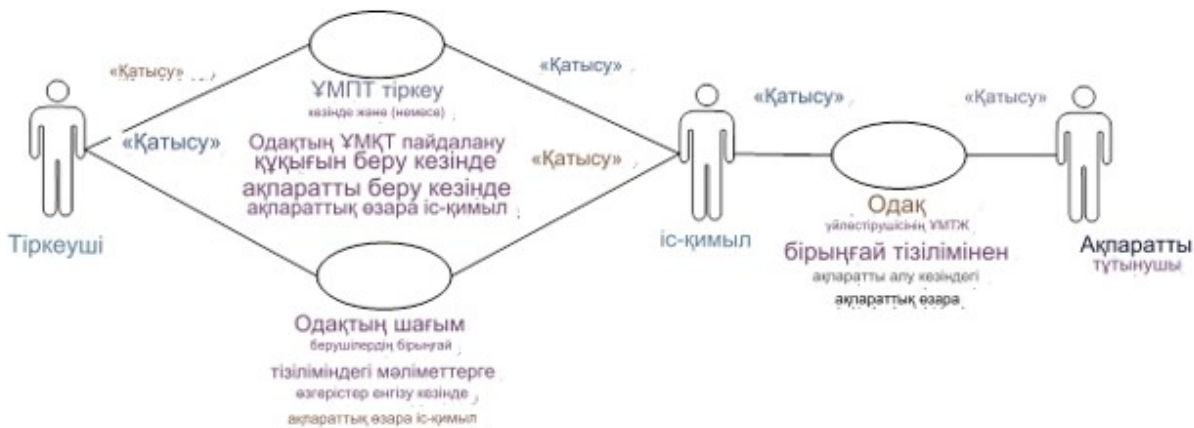 «Қатысу»
«Қатысу»
ҰМПТ тіркеу
кезінде және (немесе)
Одақтың ҰМҚТ пайдалану
құқығын беру кезінде
ақпаратты беру кезінде
ақпараттық өзара іс-қимыл
«Қатысу»
«Қатысу»
«Қатысу»
«Қатысу»
Тіркеуші
іс-қимыл
Одақ
үйлестірушісінің ҰМТЖ
бірыңғай тізілімінен
ақпаратты алу кезіндегі
ақпараттық өзара
Ақпаратты
тұтынушы
Одақтың шағым
берушілердің бірыңғай
тізіліміндегі мәліметтерге
өзгерістер енгізу кезінде
ақпараттық өзара іс-қимыл